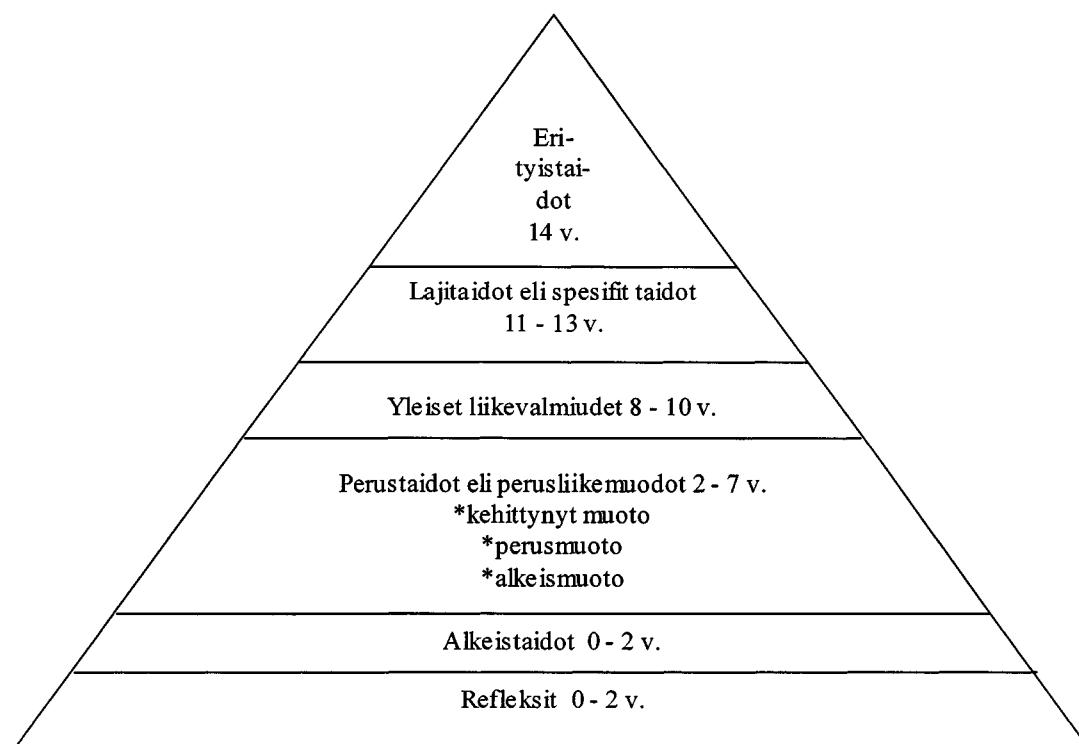 Eri-
tyistai-
dot
14 v.
Lajitaidot eli spesifit taidot
11 - 13 v.
Yleiset liikevalmiudet 8 - 10 v.
Perustaidot eli perusliikemuodot 2 - 7 v.
*kehittynyt muoto
*perusmuoto
*alkeismuoto
Alkeistaidot 0 - 2 v.
Refleksit 0 - 2 v.